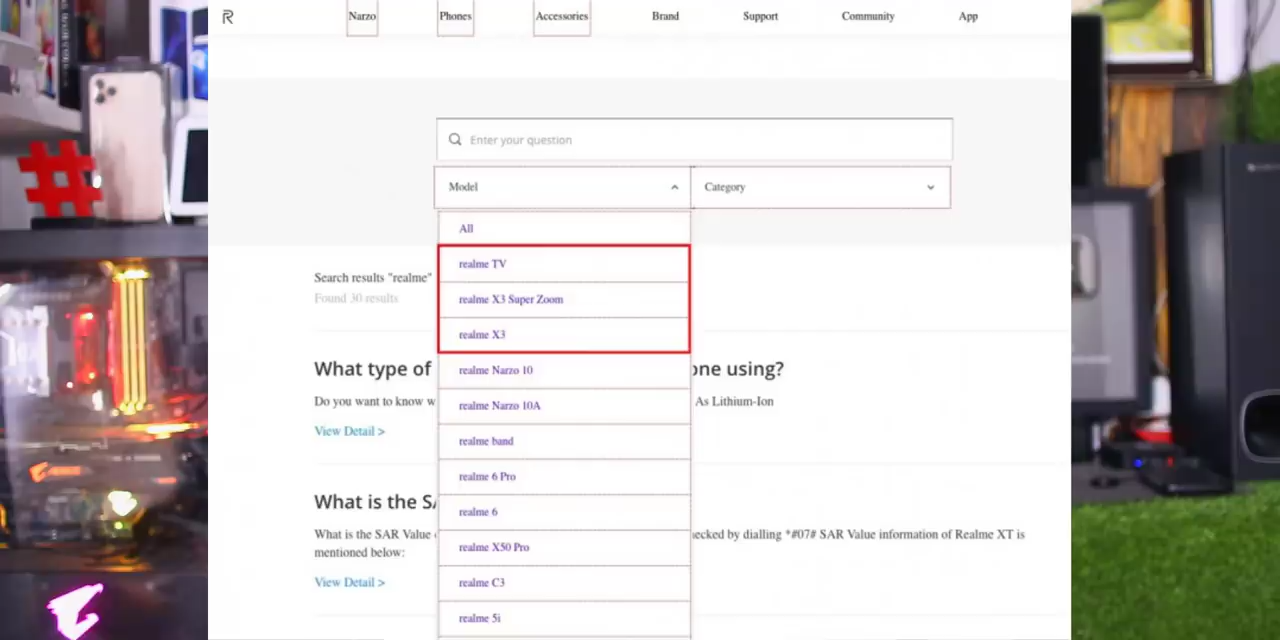 Narzo Phones Accessories Brand Support Community App
Enter your question
Model Category
All
realme TV
Search results "realme"
realme X3 Super Zoom
Found 30 results
realme X3
What type of one using?
realme Narzo 10
Do you want to know w As Lithium-Ion
realme Narzo 10A
View Detail >
realme band
realme 6 Pro
What is the SA
realme 6
What is the SAR Value ecked by dialling *#07# SAR Value information of Realme XT is
realme X50 Pro
mentioned below:
View Detail >
realme C3
realme 5i